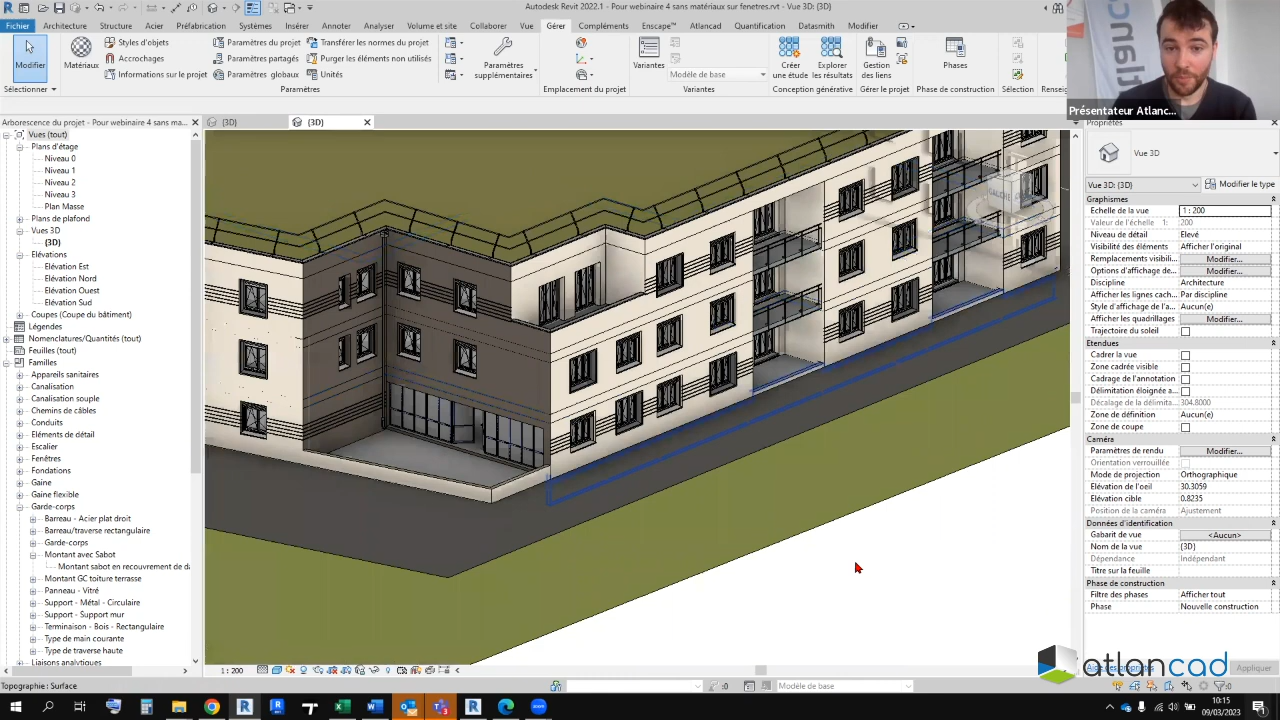 Autodesk Revit 2022.1 - Pour webinaire 4 sans matériaux sur fenetres.rvt - Vue 3D: {3D}
Fichier Architecture Structure Acier Préfabrication Systèmes Insérer Annoter Analyser Volume et site Collaborer Vue Gérer Compléments Enscape™ Atlog Quantification Datasmith Modifier
Modifier
Matériaux
Styles d'objets
Accrochages
Informations sur le projet
Paramètres du projet
Paramètres partagés
Paramètres globaux
Transférer les normes du projet
Purger les éléments non utilisés
Unités
Paramètres
supplémentaires
Variantes
Modèle de base
Créer
une étude
Explorer
les résultats
Gestion
des liens
Phases
Sélectionner Paramètres Emplacement du projet Variantes Conception générative Gérer le projet Phase de construction Sélection Renseig
Présentateur Atlanc...
Arborescence du projet - Pour webinaire 4 sans ma...
{3D} {3D}
Vues (tout)
Plans d'étage
Niveau 0
Niveau 1
Niveau 2
Niveau 3
Plan Masse
Plans de plafond
Vues 3D
{3D}
Élévations
Elévation Est
Elévation Nord
Elévation Ouest
Elévation Sud
Coupes (Coupe du bâtiment)
Légendes
Nomenclatures/Quantités (tout)
Feuilles (tout)
Familles
Appareils sanitaires
Canalisation
Canalisation souple
Chemins de câbles
Conduits
Eléments de détail
Escalier
Fenêtres
Fondations
Gaine
Gaine flexible
Garde-corps
Barreau - Acier plat droit
Barreau/traverse rectangulaire
Garde-corps
Montant avec Sabot
Montant sabot en recouvrement de da
Montant GC toiture terrasse
Panneau - Vitré
Support - Métal - Circulaire
Support - Support mur
Terminaison - Bois - Rectangulaire
Type de main courante
Type de traverse haute
Liaisons analytiques
Propriétés
Vue 3D
Vue 3D: {3D} Modifier le type
Graphismes
Echelle de la vue 1 : 200
Valeur de l'échelle 1: 200
Niveau de détail Elevé
Visibilité des éléments Afficher l'original
Remplacements visibili... Modifier...
Options d'affichage de... Modifier...
Discipline Architecture
Afficher les lignes cach... Par discipline
Style d'affichage de l'a... Aucun(e)
Afficher les quadrillages Modifier...
Trajectoire du soleil
Etendues
Cadrer la vue
Zone cadrée visible
Cadrage de l'annotation
Délimitation éloignée a...
Décalage de la délimita... 304.8000
Zone de définition Aucun(e)
Zone de coupe
Caméra
Paramètres de rendu Modifier...
Orientation verrouillée
Mode de projection Orthographique
Elévation de l'oeil 30.3059
Elévation cible 0.8235
Position de la caméra Ajustement
Données d'identification
Gabarit de vue <Aucun>
Nom de la vue {3D}
Dépendance Indépendant
Titre sur la feuille
Phase de construction
Filtre des phases Afficher tout
Phase Nouvelle construction
Aide des propriétés Appliquer
atlancad
1 : 200
Topographie : Surface
:0 Modèle de base :0
10:15
09/03/2023